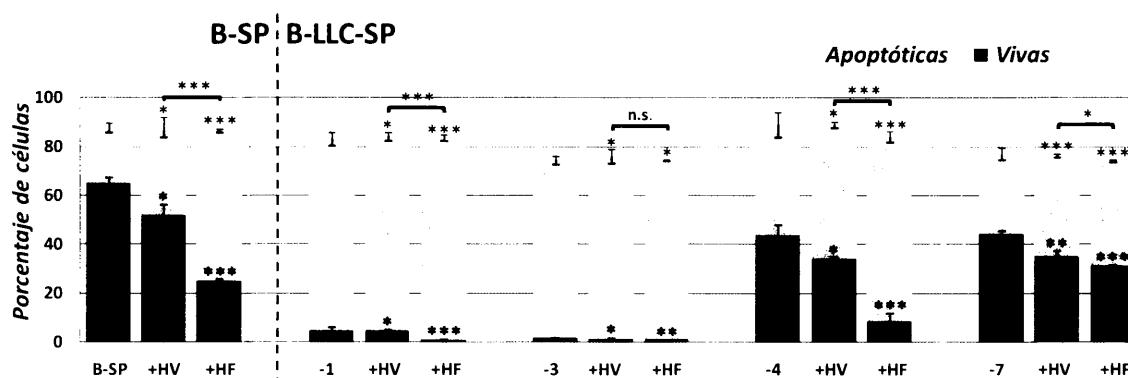 B-SP B-LLC-SP
Apoptóticas Vivas
Porcentaje de células
100
80
60
40
20
0
*** *** n.s. *** *
* *** * *** * * * *** *** ***
* *** * *** * ** * *** ** ***
B-SP +HV +HF -1 +HV +HF -3 +HV +HF -4 +HV +HF -7 +HV +HF